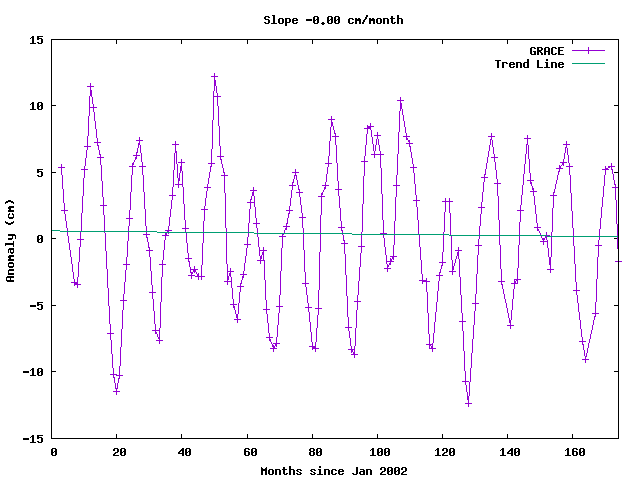 Slope -0.00 cm/month
GRACE
Trend Line
15
10
5
0
-5
-10
-15
Anomaly (cm)
0 20 40 60 80 100 120 140 160
Months since Jan 2002